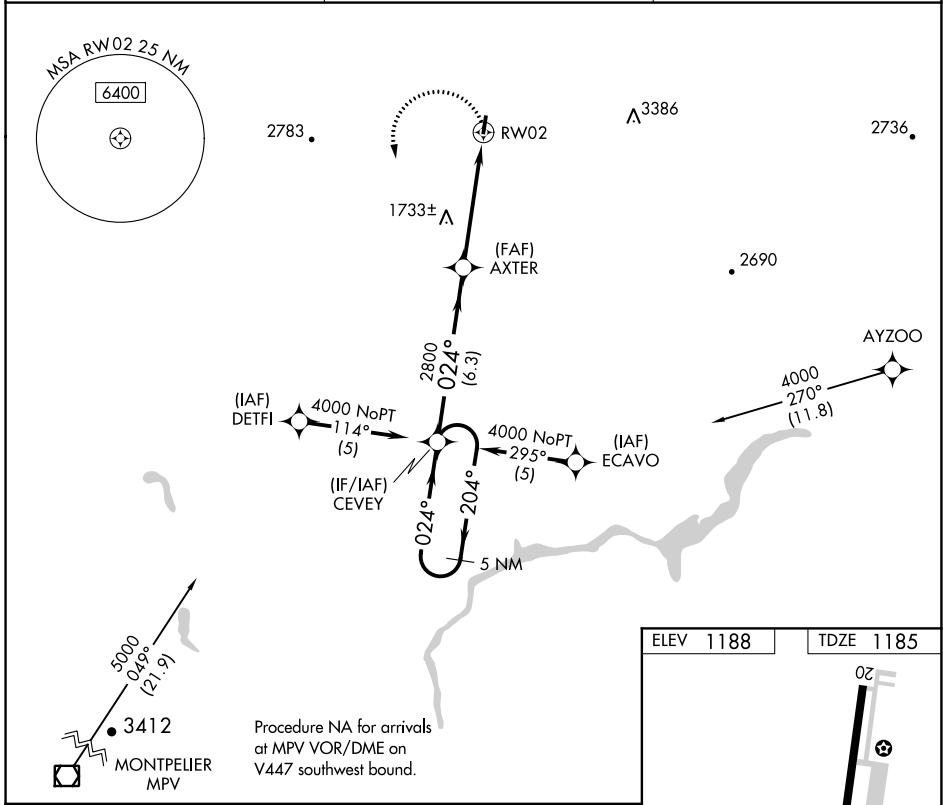 MSA RW02 25 NM
6400
2783
RW02
3386
2736
1733±
(FAF)
AXTER
2690
AYZOO
2800
024°
(6.3)
4000
270°
(11.8)
(IAF)
DETFI
4000 NoPT
114°
(5)
4000 NoPT
295°
(5)
(IAF)
ECAVO
(IF/IAF)
CEVEY
024°
204°
5 NM
5000
049°
(21.9)
3412
MONTPELIER
MPV
Procedure NA for arrivals
at MPV VOR/DME on
V447 southwest bound.
ELEV 1188
TDZE 1185
20